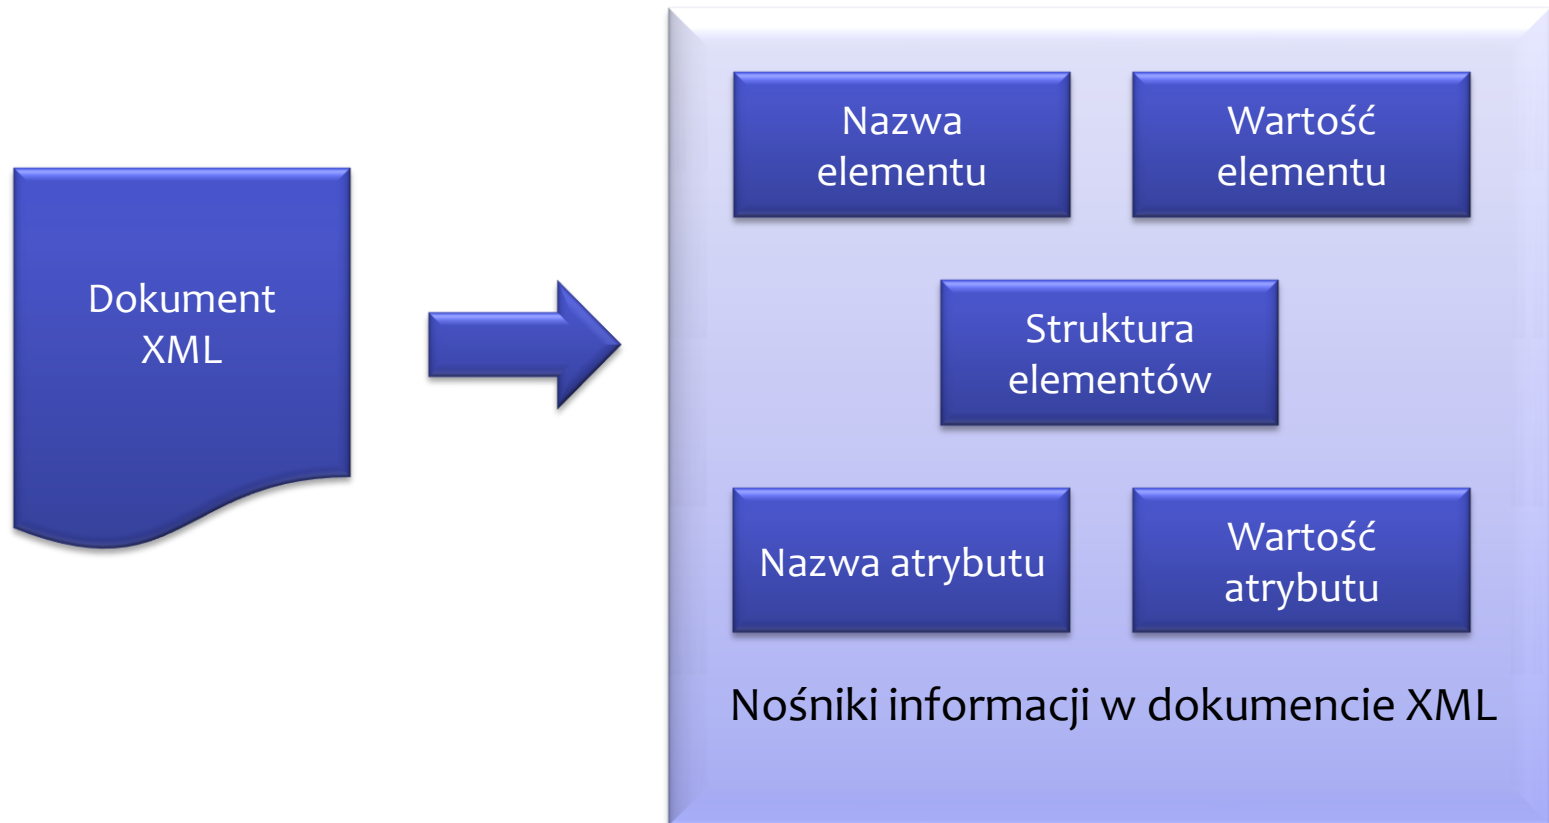 Dokument
XML
Nazwa
elementu
Wartość
elementu
Struktura
elementów
Nazwa atrybutu
Wartość
atrybutu
Nośniki informacji w dokumencie XML